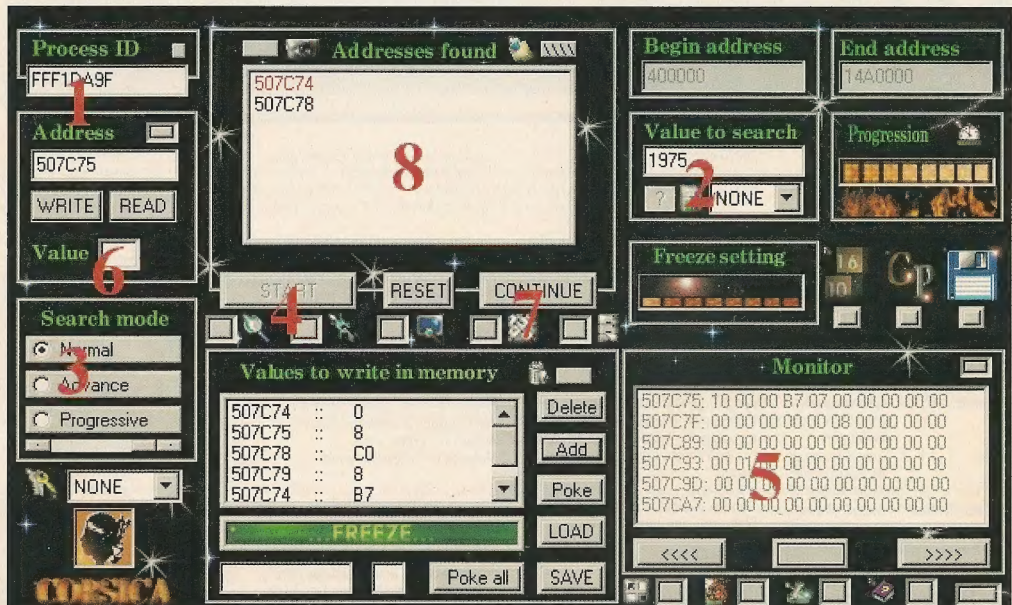 Process ID
FFF1DA9F
1
Address
507C75
WRITE READ
Value
6
Search mode
Normal
Advance
Progressive
3
NONE
CORSICA
Addresses found
507C74
507C78
8
START RESET CONTINUE
4
7
Values to write in memory
507C74 :: 0
507C75 :: 8
507C78 :: C0
507C79 :: 8
507C74 :: B7
Delete
Add
Poke
LOAD
...FREEZE...
Poke all SAVE
Begin address
400000
End address
14A0000
Value to search
1975
2
? NONE
Progression
Freeze setting
16
10
Cp
Monitor
507C75: 10 00 00 B7 07 00 00 00 00 00
507C7F: 00 00 00 00 00 08 00 00 00 00
507C89: 00 00 00 00 00 00 00 00 00 00
507C93: 00 01 00 00 00 00 00 00 00 00
507C9D: 00 00 00 00 00 00 00 00 00
507CA7: 00 00 00 00 00 00 00 00 00 00
5
<<<< >>>>